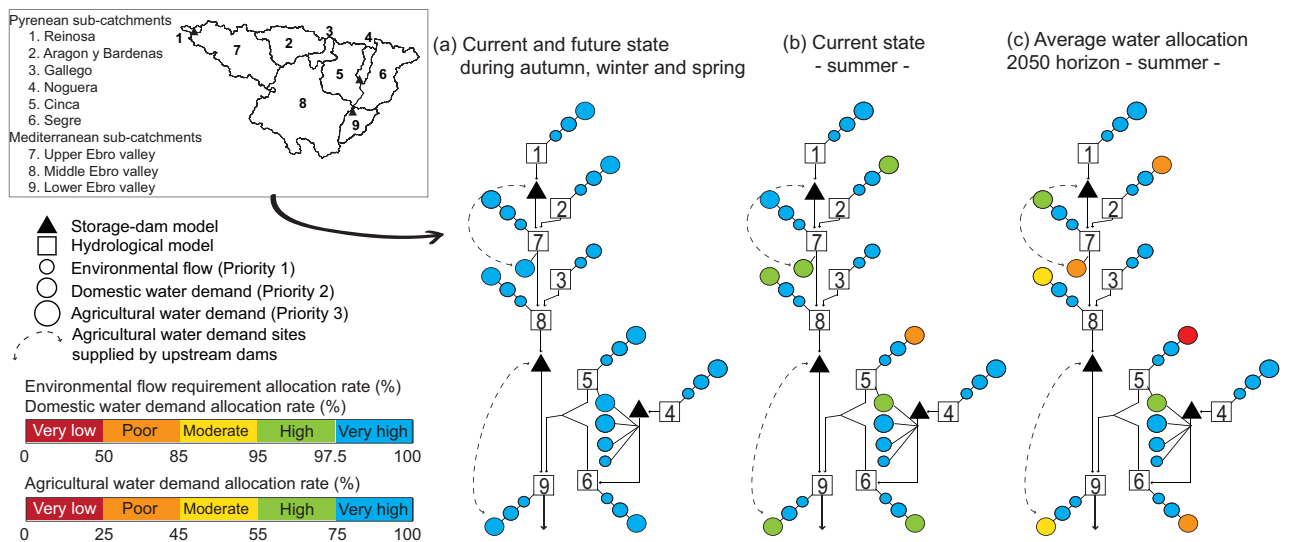 Pyrenean sub-catchments
1. Reinosa
2. Aragon y Bardenas
3. Gallego
4. Noguera
5. Cinca
6. Segre
Mediterranean sub-catchments
7. Upper Ebro valley
8. Middle Ebro valley
9. Lower Ebro valley
1
7
2
3
4
5
6
8
9
Storage-dam model
Hydrological model
Environmental flow (Priority 1)
Domestic water demand (Priority 2)
Agricultural water demand (Priority 3)
Agricultural water demand sites
supplied by upstream dams
Environmental flow requirement allocation rate (%)
Domestic water demand allocation rate (%)
Very low Poor Moderate High Very high
0 50 85 95 97.5 100
Agricultural water demand allocation rate (%)
Very low Poor Moderate High Very high
0 25 45 55 75 100
(a) Current and future state
during autumn, winter and spring
1
2
7
3
8
5
4
9
6
(b) Current state
- summer -
1
2
7
3
8
5
4
9
6
(c) Average water allocation
2050 horizon - summer -
1
2
7
3
8
5
4
9
6